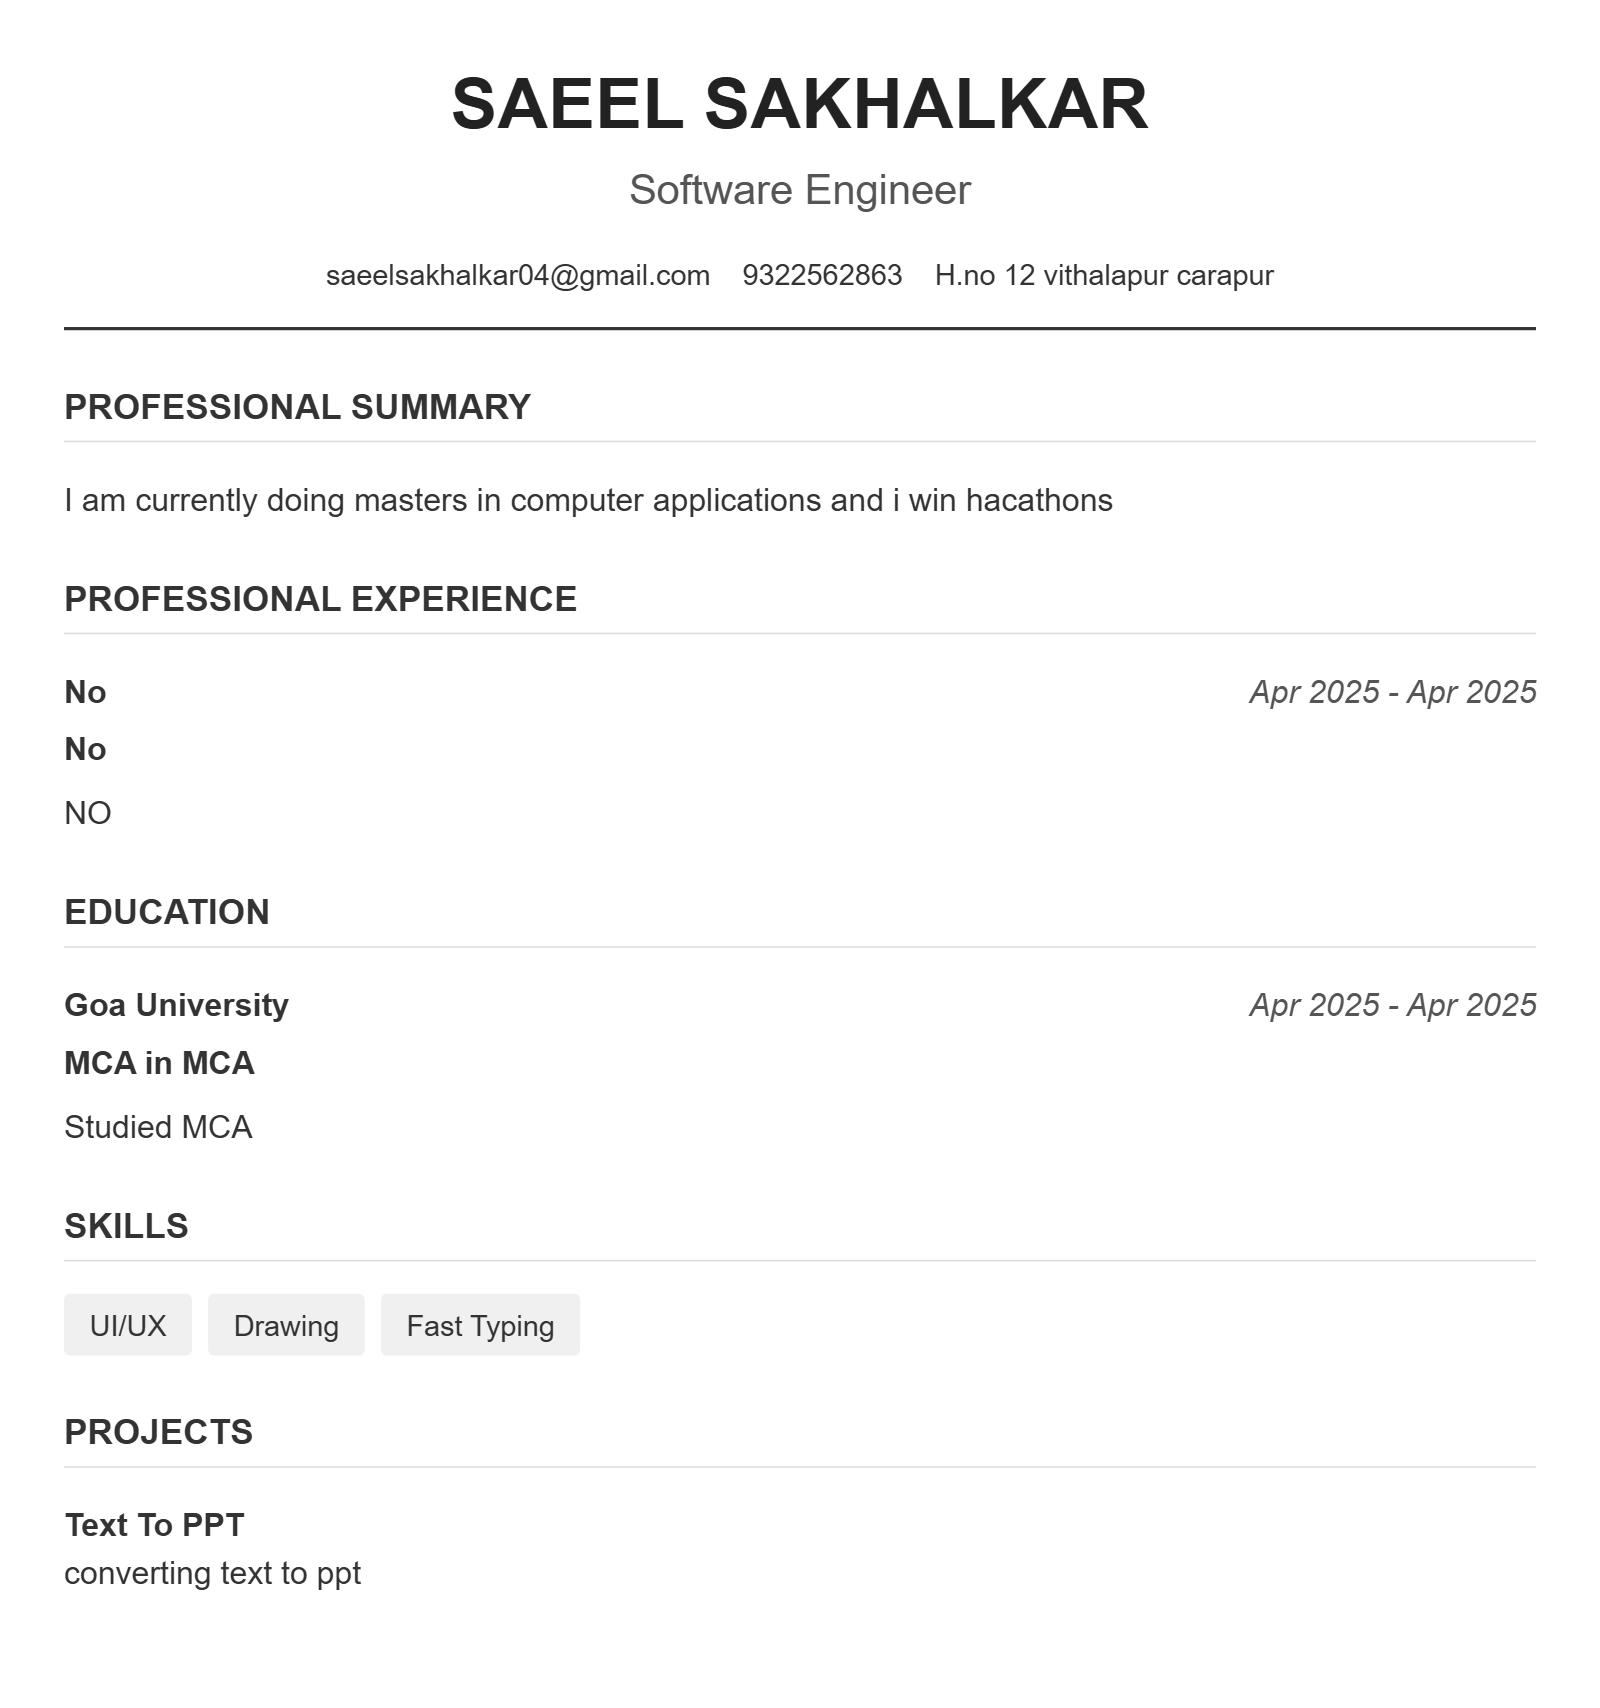 SAEEL SAKHALKAR
Software Engineer
saeelsakhalkar04@gmail.com 9322562863 H.no 12 vithalapur carapur
PROFESSIONAL SUMMARY
I am currently doing masters in computer applications and i win hacathons
PROFESSIONAL EXPERIENCE
No Apr 2025 - Apr 2025
No
NO
EDUCATION
Goa University Apr 2025 - Apr 2025
MCA in MCA
Studied MCA
SKILLS
UI/UX Drawing Fast Typing
PROJECTS
Text To PPT
converting text to ppt